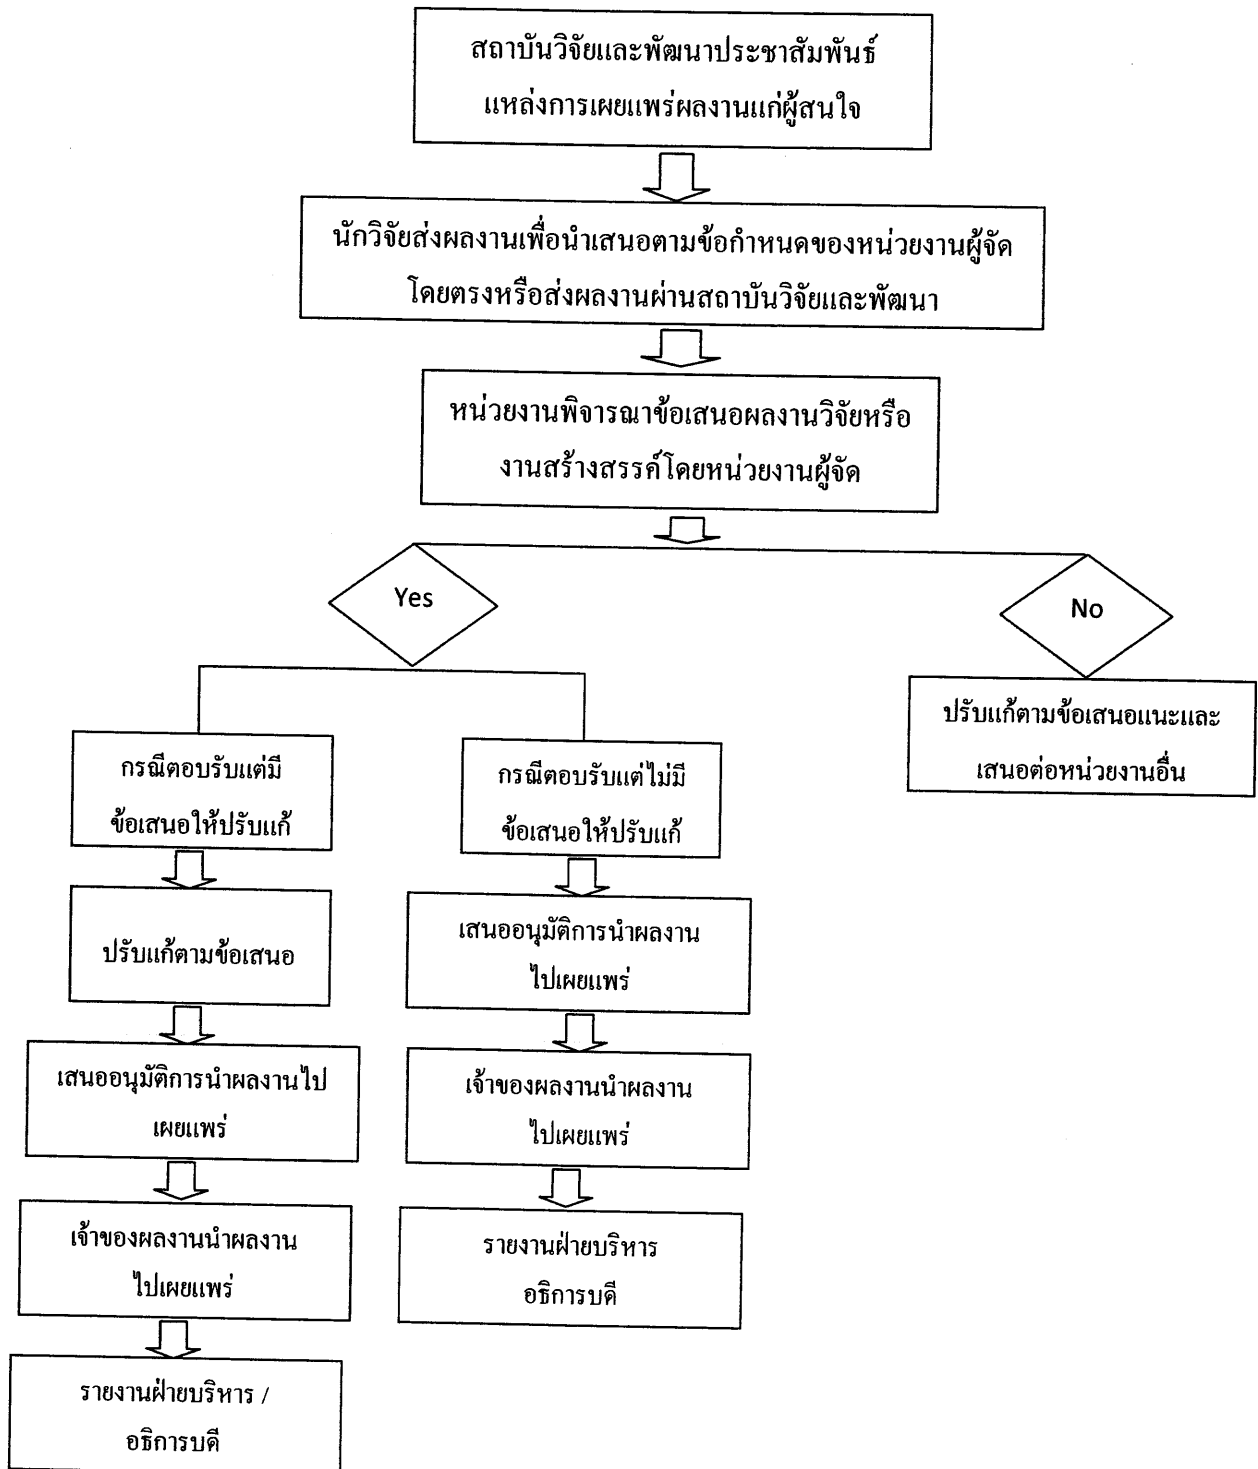 สถาบันวิจัยและพัฒนาประชาสัมพันธ์
แหล่งการเผยแพร่ผลงานแก่ผู้สนใจ
นักวิจัยส่งผลงานเพื่อนำเสนอตามข้อกำหนดของหน่วยงานผู้จัด
โดยตรงหรือส่งผลงานผ่านสถาบันวิจัยและพัฒนา
หน่วยงานพิจารณาข้อเสนอผลงานวิจัยหรือ
งานสร้างสรรค์โดยหน่วยงานผู้จัด
Yes
No
ปรับแก้ตามข้อเสนอแนะและ
เสนอต่อหน่วยงานอื่น
กรณีตอบรับแต่มี
ข้อเสนอให้ปรับแก้
ปรับแก้ตามข้อเสนอ
เสนออนุมัติการนำผลงานไป
เผยแพร่
เจ้าของผลงานนำผลงาน
ไปเผยแพร่
รายงานฝ่ายบริหาร /
อธิการบดี
กรณีตอบรับแต่ไม่มี
ข้อเสนอให้ปรับแก้
เสนออนุมัติการนำผลงาน
ไปเผยแพร่
เจ้าของผลงานนำผลงาน
ไปเผยแพร่
รายงานฝ่ายบริหาร
อธิการบดี